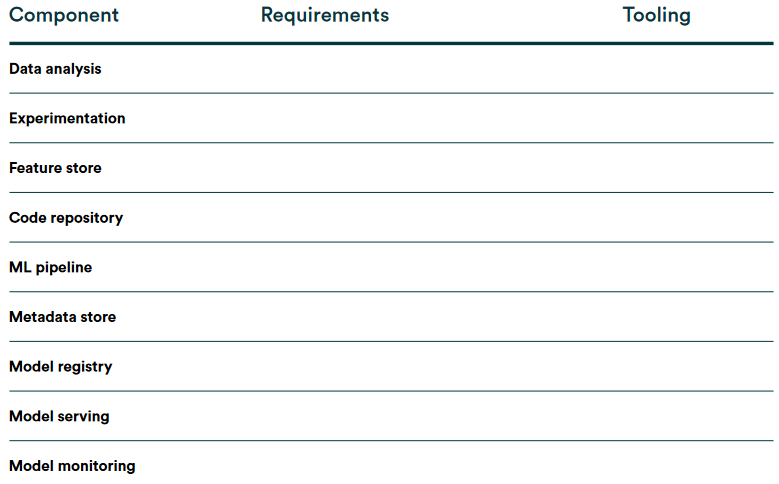 Component Requirements Tooling
Data analysis
Experimentation
Feature store
Code repository
ML pipeline
Metadata store
Model registry
Model serving
Model monitoring